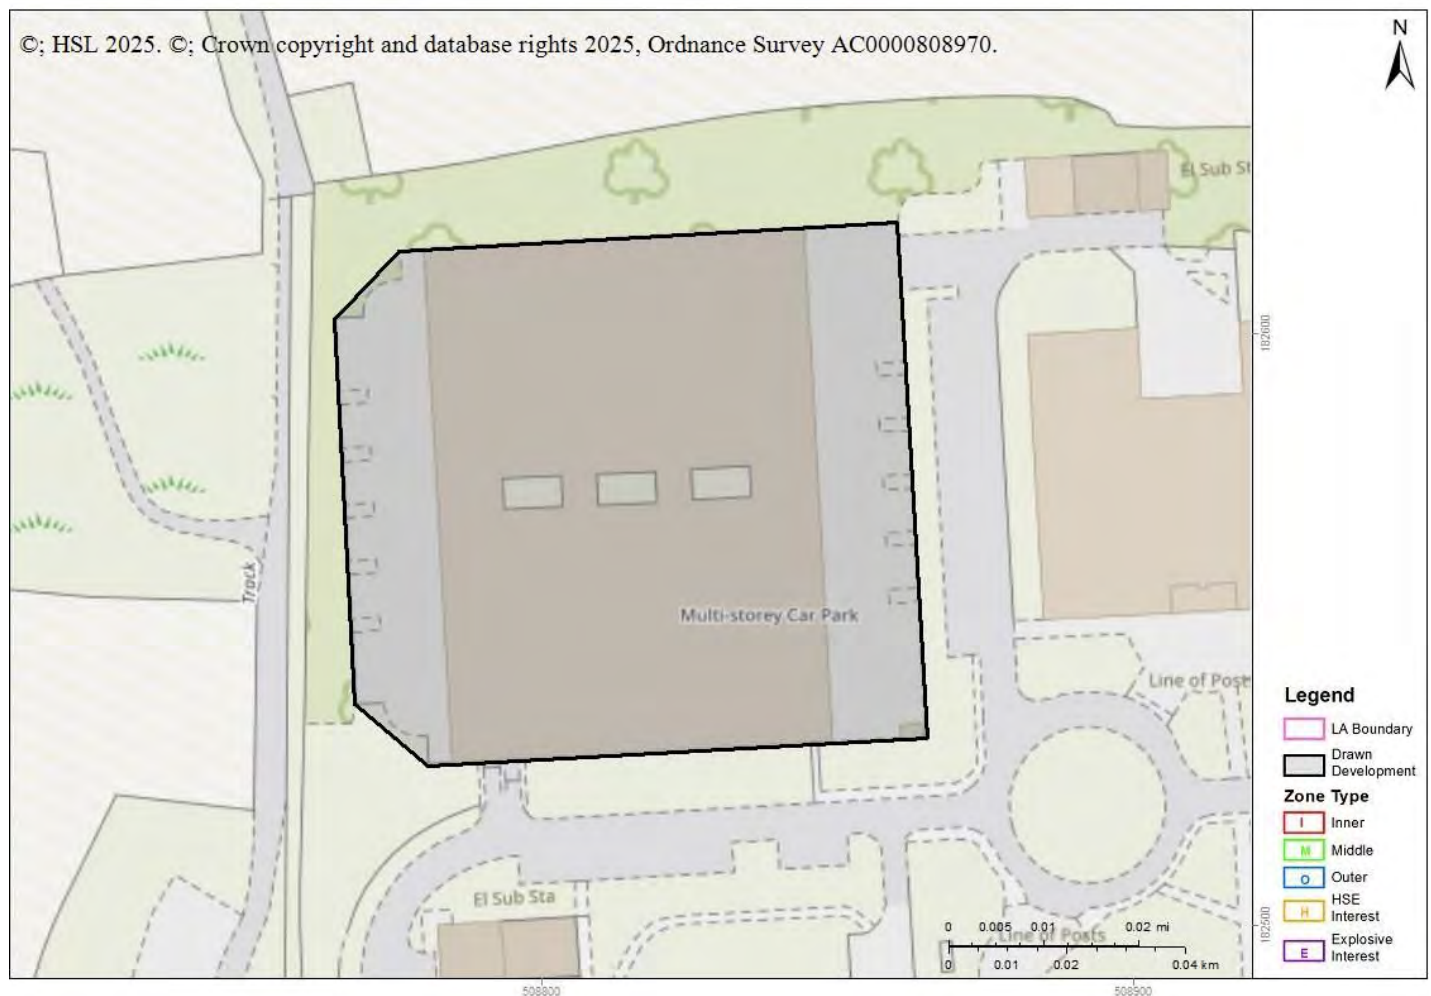 ©; HSL 2025. ©; Crown copyright and database rights 2025, Ordnance Survey AC0000808970.
N
El Sub St
182600
Multi-storey Car Park
Track
Line of Post
El Sub Sta
Line of Posts
0 0.005 0.01 0.02 mi
0 0.01 0.02 0.04 km
182500
508800
508900
Legend
LA Boundary
Drawn
Development
Zone Type
I Inner
M Middle
O Outer
H HSE
Interest
E Explosive
Interest